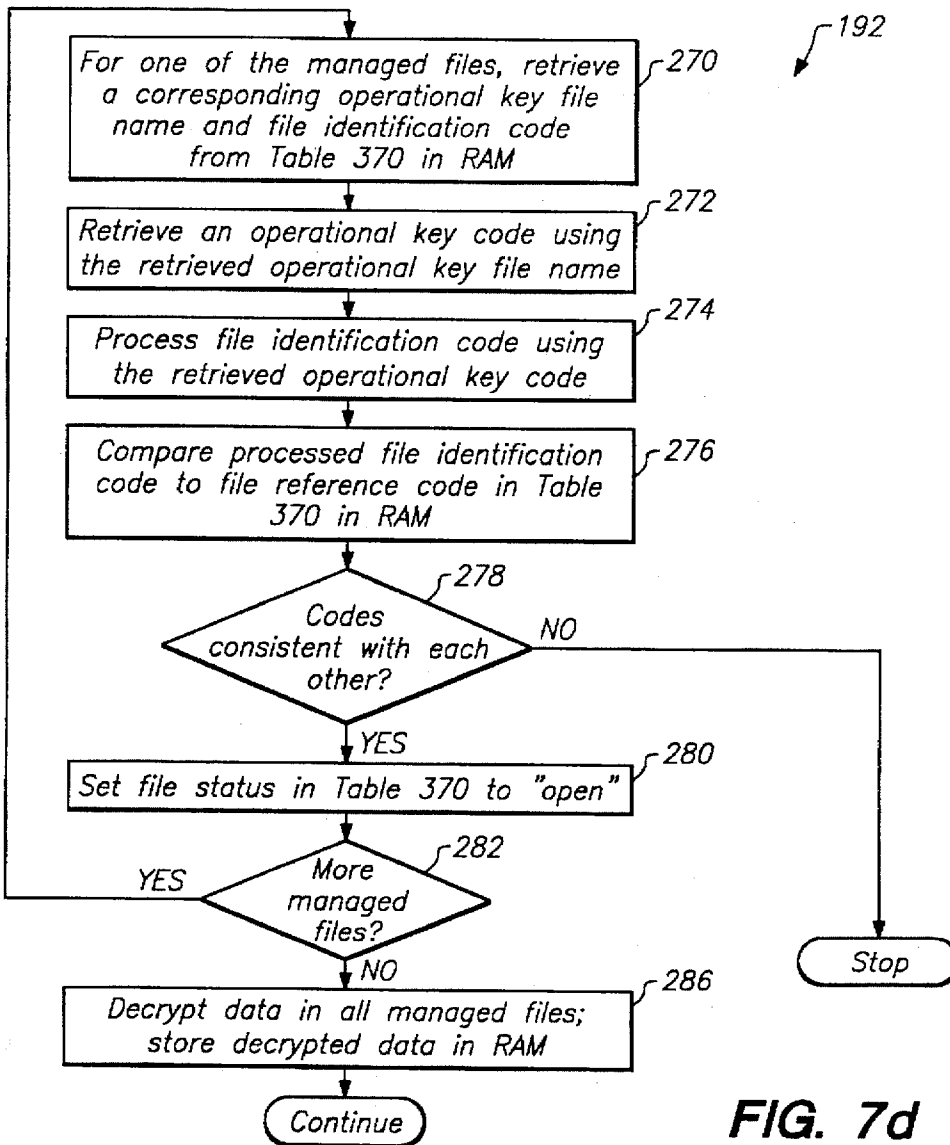 192
For one of the managed files, retrieve
a corresponding operational key file
name and file identification code
from Table 370 in RAM
270
272
Retrieve an operational key code using
the retrieved operational key file name
274
Process file identification code using
the retrieved operational key code
276
Compare processed file identification
code to file reference code in Table
370 in RAM
278
Codes
consistent with each
other?
NO
YES
280
Set file status in Table 370 to "open"
282
More
managed
files?
YES
NO
Stop
286
Decrypt data in all managed files;
store decrypted data in RAM
Continue
FIG. 7d